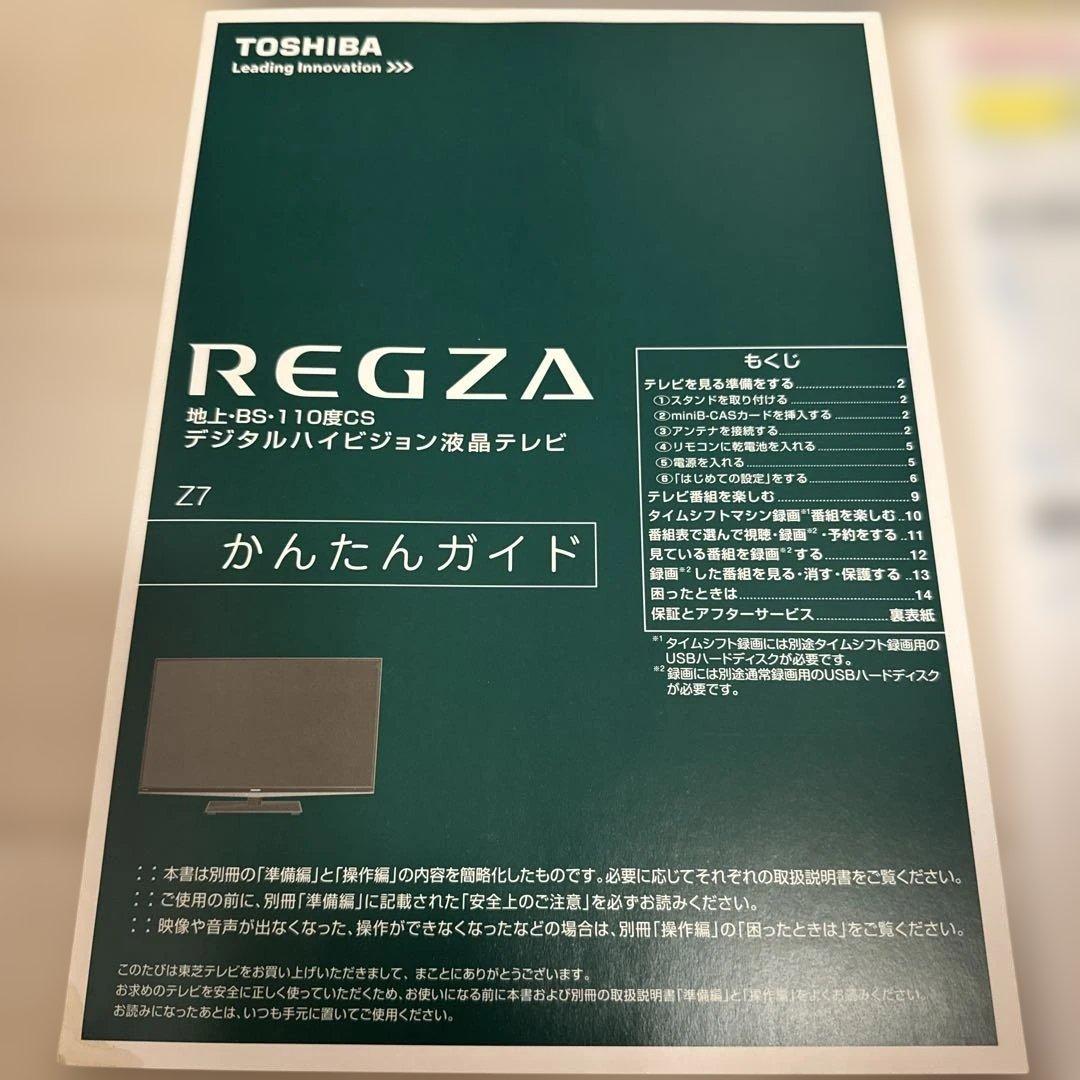 TOSHIBA
Leading Innovation >>>
REGZA
地上・BS・110度CS
デジタルハイビジョン液晶テレビ
Z7
かんたんガイド
もくじ
テレビを見る準備をする........................2
①スタンドを取り付ける........................2
②miniB-CASカードを挿入する................2
③アンテナを接続する........................2
④リモコンに乾電池を入れる..................5
⑤電源を入れる..............................5
⑥「はじめての設定」をする....................6
テレビ番組を楽しむ..........................9
タイムシフトマシン録画※1番組を楽しむ..10
番組表で選んで視聴・録画※2・予約をする..11
見ている番組を録画※2する..................12
録画※2した番組を見る・消す・保護する..13
困ったときは................................14
保証とアフターサービス..................裏表紙
※1 タイムシフト録画には別途タイムシフト録画用の
USBハードディスクが必要です。
※2 録画には別途通常録画用のUSBハードディスク
が必要です。
：：本書は別冊の「準備編」と「操作編」の内容を簡略化したものです。必要に応じてそれぞれの取扱説明書をご覧ください。
：：ご使用の前に、別冊「準備編」に記載された「安全上のご注意」を必ずお読みください。
：：映像や音声が出なくなった、操作ができなくなったなどの場合は、別冊「操作編」の「困ったときは」をご覧ください。
このたびは東芝テレビをお買い上げいただきまして、まことにありがとうございます。
お求めのテレビを安全に正しく使っていただくため、お使いになる前に本書および別冊の取扱説明書「準備編」と「操作編」をよくお読みください。
お読みになったあとは、いつも手元に置いてご使用ください。